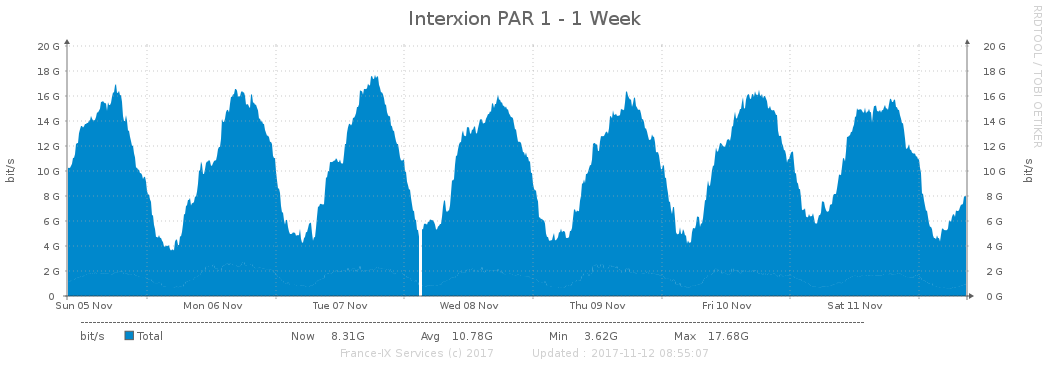 Interxion PAR 1 - 1 Week
RRDTOOL / TOBI OETIKER
bit/s
bit/s
20 G 20 G
18 G 18 G
16 G 16 G
14 G 14 G
12 G 12 G
10 G 10 G
8 G 8 G
6 G 6 G
4 G 4 G
2 G 2 G
0 0 G
Sun 05 Nov Mon 06 Nov Tue 07 Nov Wed 08 Nov Thu 09 Nov Fri 10 Nov Sat 11 Nov
bit/s Total Now 8.31G Avg 10.78G Min 3.62G Max 17.68G
France-IX Services (c) 2017 Updated : 2017-11-12 08:55:07